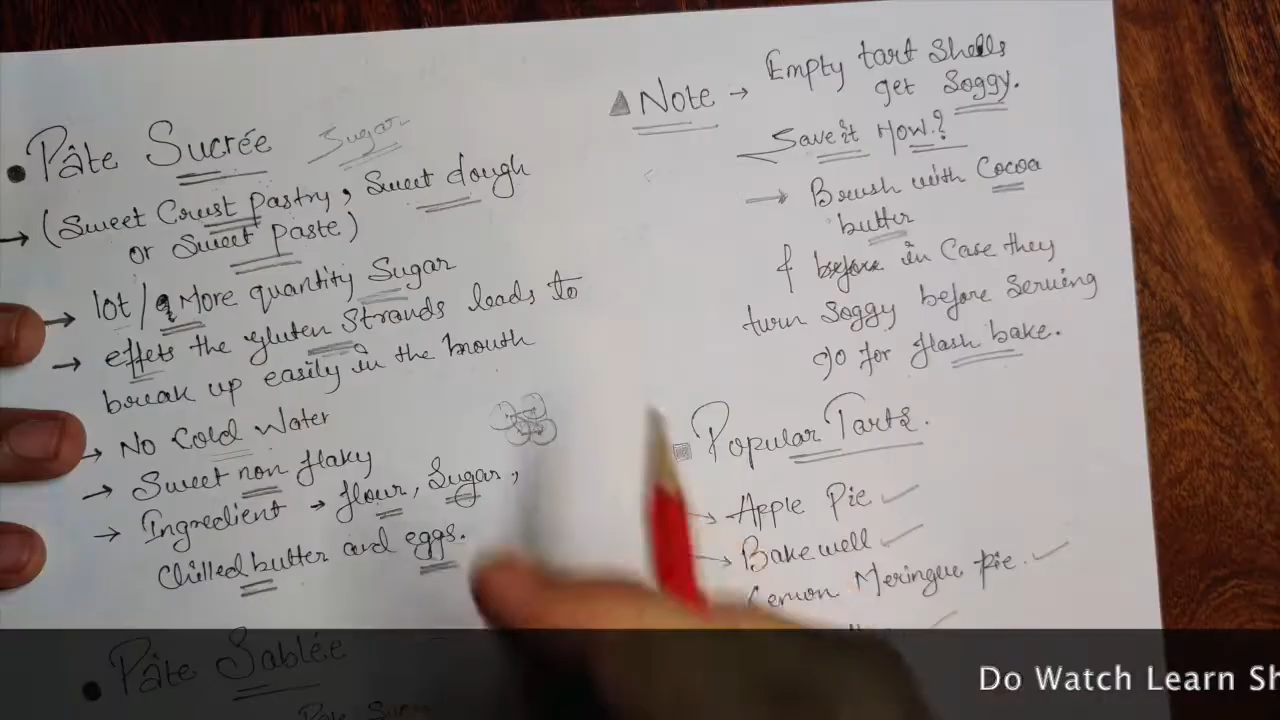 • Pâte Sucrée
Sugar
→ (Sweet Crust pastry, Sweet dough
or Sweet paste)
→ lot / More quantity Sugar
→ effets the gluten Strands leads to
break up easily in the mouth
→ No Cold Water
→ Sweet non flaky
→ Ingredient → flour, Sugar,
Chilled butter and eggs.
• Pâte Sablée
Note → Empty tart Shells
get Soggy.
Save it How?
→ Brush with Cocoa
butter
& before in Case they
turn Soggy before Serving
go for flash bake.
Popular Tarts.
→ Apple Pie ✓
→ Bakewell ✓
Lemon Meringue pie. ✓
Do Watch Learn Sh